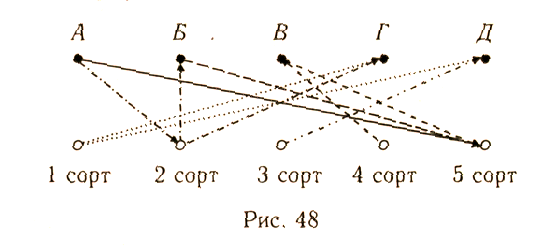 А Б В Г Д
1 сорт 2 сорт 3 сорт 4 сорт 5 сорт
Рис. 48